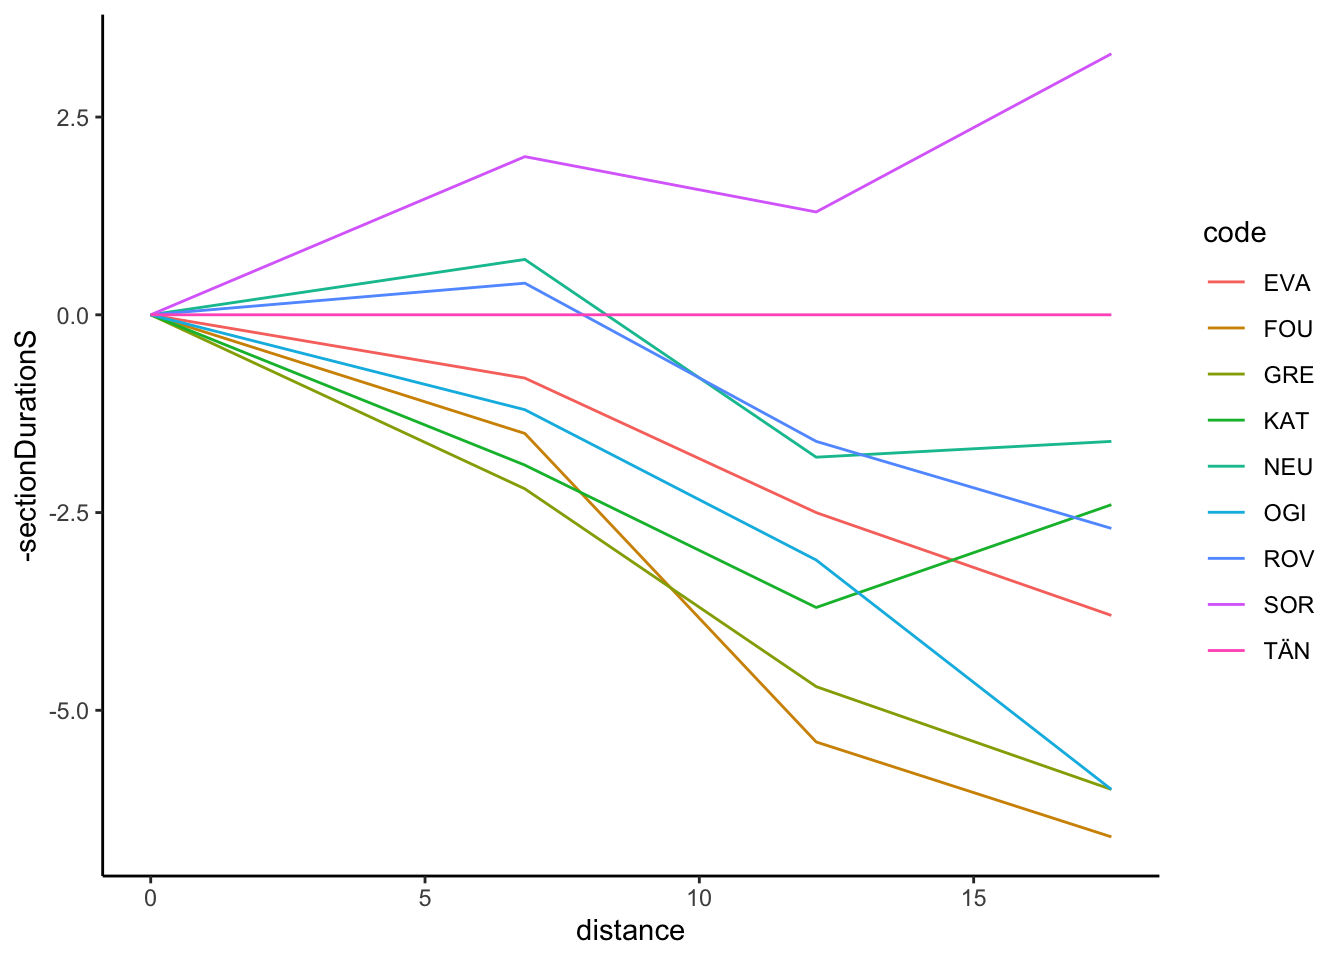 2.5
0.0
-2.5
-5.0
-sectionDurationS
0 5 10 15
distance
code
EVA
FOU
GRE
KAT
NEU
OGI
ROV
SOR
TÄN